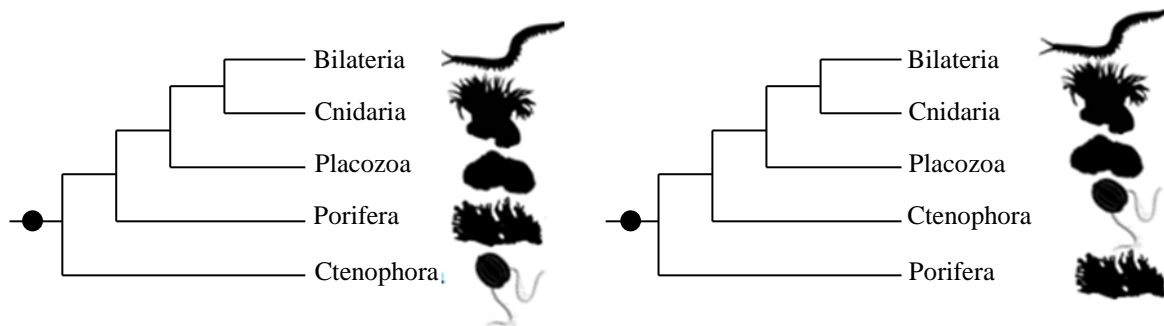 Bilateria
Cnidaria
Placozoa
Porifera
Ctenophora
Bilateria
Cnidaria
Placozoa
Ctenophora
Porifera